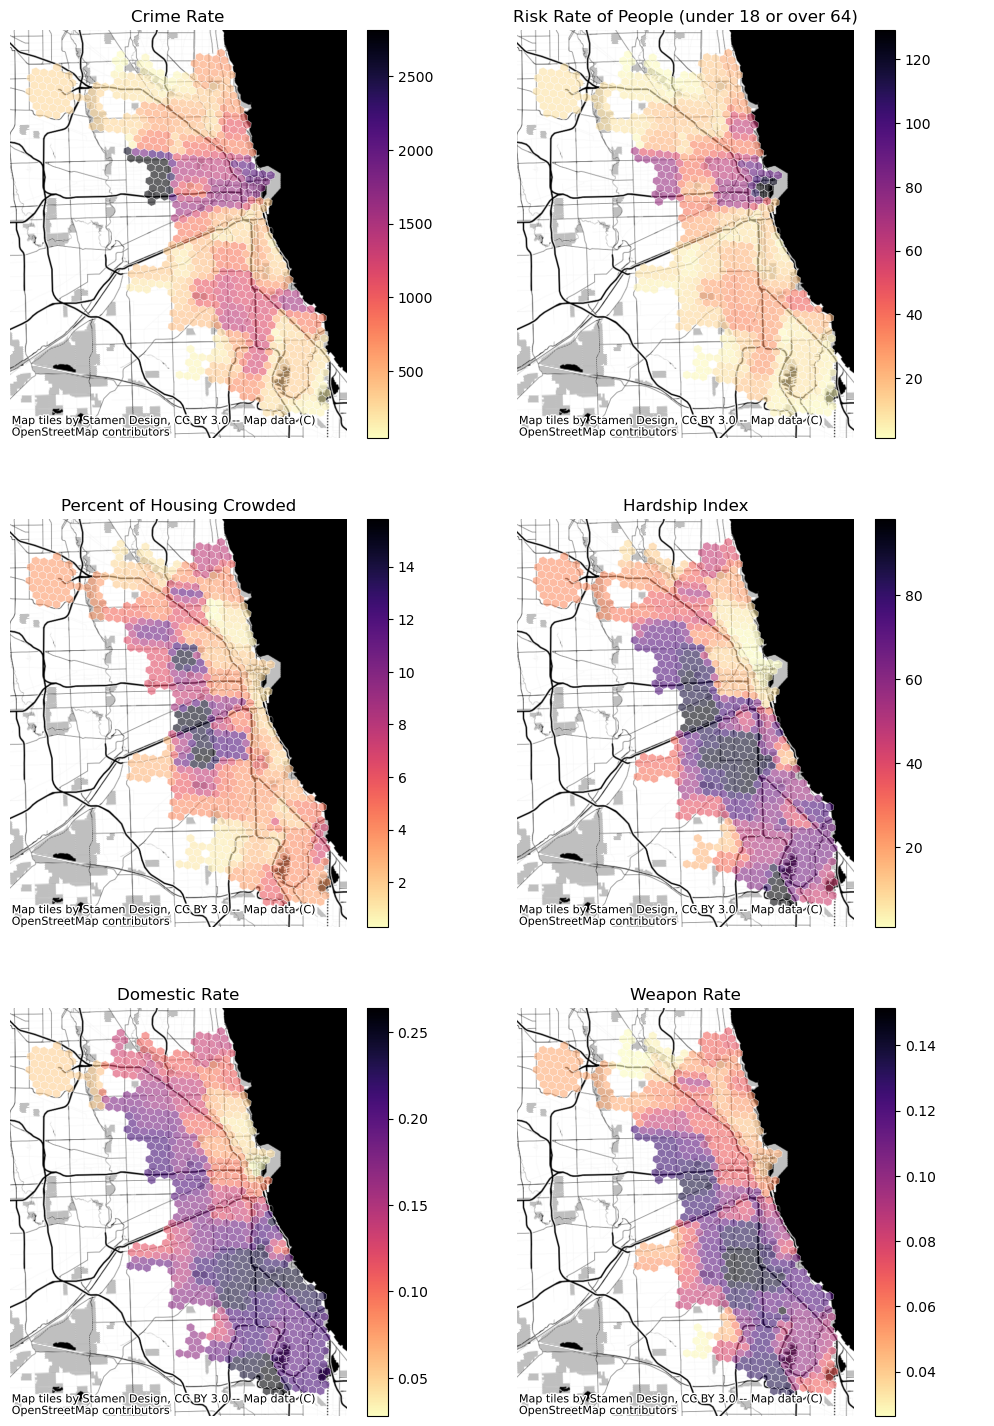 Crime Rate
2500
2000
1500
1000
500
Map tiles by Stamen Design, CC BY 3.0 -- Map data (C)
OpenStreetMap contributors
Risk Rate of People (under 18 or over 64)
120
100
80
60
40
20
Map tiles by Stamen Design, CC BY 3.0 -- Map data (C)
OpenStreetMap contributors
Percent of Housing Crowded
14
12
10
8
6
4
2
Map tiles by Stamen Design, CC BY 3.0 -- Map data (C)
OpenStreetMap contributors
Hardship Index
80
60
40
20
Map tiles by Stamen Design, CC BY 3.0 -- Map data (C)
OpenStreetMap contributors
Domestic Rate
0.25
0.20
0.15
0.10
0.05
Map tiles by Stamen Design, CC BY 3.0 -- Map data (C)
OpenStreetMap contributors
Weapon Rate
0.14
0.12
0.10
0.08
0.06
0.04
Map tiles by Stamen Design, CC BY 3.0 -- Map data (C)
OpenStreetMap contributors